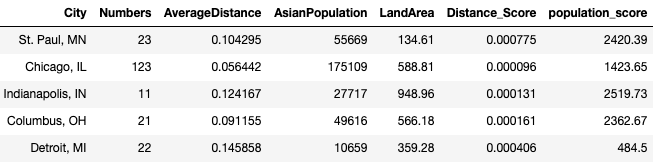 City Numbers AverageDistance AsianPopulation LandArea Distance_Score population_score
St. Paul, MN 23 0.104295 55669 134.61 0.000775 2420.39
Chicago, IL 123 0.056442 175109 588.81 0.000096 1423.65
Indianapolis, IN 11 0.124167 27717 948.96 0.000131 2519.73
Columbus, OH 21 0.091155 49616 566.18 0.000161 2362.67
Detroit, MI 22 0.145858 10659 359.28 0.000406 484.5